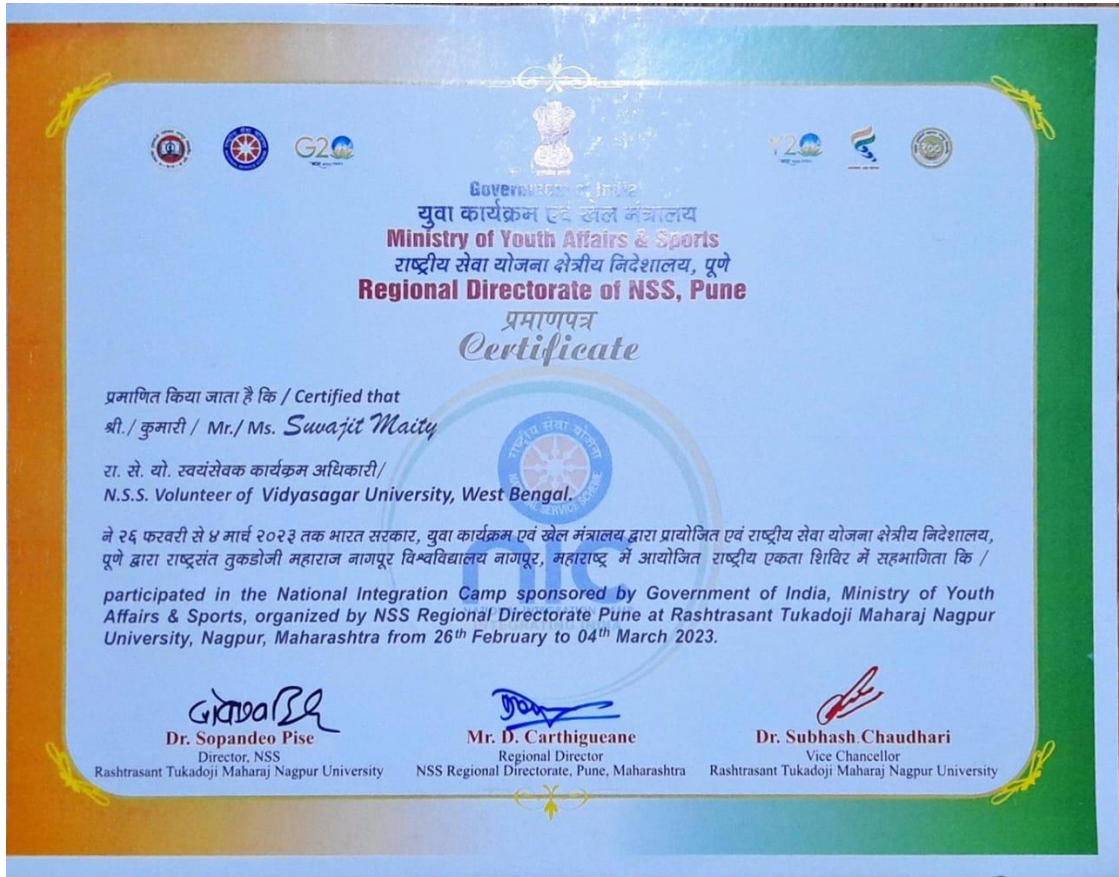 G20
Y20
Government of India
युवा कार्यक्रम एवं खेल मंत्रालय
Ministry of Youth Affairs & Sports
राष्ट्रीय सेवा योजना क्षेत्रीय निदेशालय, पूणे
Regional Directorate of NSS, Pune
प्रमाणपत्र
Certificate
प्रमाणित किया जाता है कि / Certified that
श्री./ कुमारी / Mr./ Ms. Suvajit Maity
रा. से. यो. स्वयंसेवक कार्यक्रम अधिकारी/
N.S.S. Volunteer of Vidyasagar University, West Bengal.
राष्ट्रीय सेवा योजना
NATIONAL SERVICE SCHEME
ने २६ फरवरी से ४ मार्च २०२३ तक भारत सरकार, युवा कार्यक्रम एवं खेल मंत्रालय द्वारा प्रायोजित एवं राष्ट्रीय सेवा योजना क्षेत्रीय निदेशालय,
पूणे द्वारा राष्ट्रसंत तुकडोजी महाराज नागपूर विश्वविद्यालय नागपूर, महाराष्ट्र में आयोजित राष्ट्रीय एकता शिविर में सहभागिता कि /
nic
participated in the National Integration Camp sponsored by Government of India, Ministry of Youth
Affairs & Sports, organized by NSS Regional Directorate Pune at Rashtrasant Tukadoji Maharaj Nagpur
University, Nagpur, Maharashtra from 26th February to 04th March 2023.
Dr. Sopandeo Pise
Director, NSS
Rashtrasant Tukadoji Maharaj Nagpur University
Mr. D. Carthigueane
Regional Director
NSS Regional Directorate, Pune, Maharashtra
Dr. Subhash Chaudhari
Vice Chancellor
Rashtrasant Tukadoji Maharaj Nagpur University